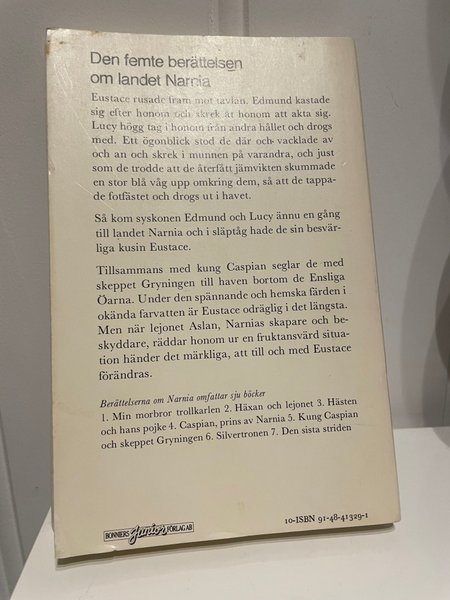 Den femte berättelsen
om landet Narnia
Eustace rusade fram mot tavlan. Edmund kastade
sig efter honom och skrek åt honom att akta sig.
Lucy högg tag i honom från andra hållet och drogs
med. Ett ögonblick stod de där och vacklade av
och an och skrek i munnen på varandra, och just
som de trodde att de återfått jämvikten skummade
en stor blå våg upp omkring dem, så att de tappa-
de fotfästet och drogs ut i havet.
Så kom syskonen Edmund och Lucy ännu en gång
till landet Narnia och i släptåg hade de sin besvär-
liga kusin Eustace.
Tillsammans med kung Caspian seglar de med
skeppet Gryningen till haven bortom de Ensliga
Öarna. Under den spännande och hemska färden i
okända farvatten är Eustace odräglig i det längsta.
Men när lejonet Aslan, Narnias skapare och be-
skyddare, räddar honom ur en fruktansvärd situa-
tion händer det märkliga, att till och med Eustace
förändras.
Berättelserna om Narnia omfattar sju böcker
1. Min morbror trollkarlen 2. Häxan och lejonet 3. Hästen
och hans pojke 4. Caspian, prins av Narnia 5. Kung Caspian
och skeppet Gryningen 6. Silvertronen 7. Den sista striden
10-ISBN 91-48-41329-1
BONNIERS Junior FÖRLAG AB